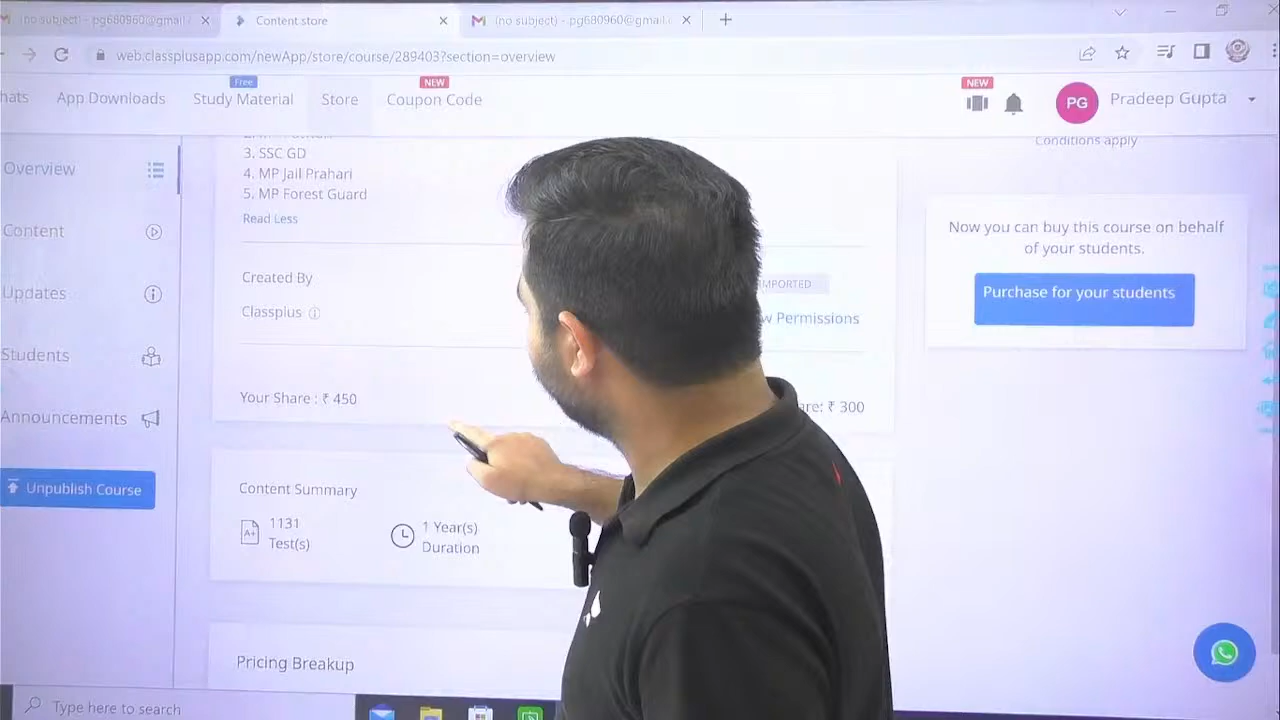 (no subject) - pg680960@gmail.
Content store
(no subject) - pg680960@gmail.c
web.classplusapp.com/newApp/store/course/289403?section=overview
hats
App Downloads
Free
Study Material
Store
NEW
Coupon Code
NEW
PG
Pradeep Gupta
Overview
Content
Updates
Students
Announcements
Unpublish Course
3. SSC GD
4. MP Jail Prahari
5. MP Forest Guard
Read Less
Created By
Classplus
IMPORTED
w Permissions
Your Share : ₹ 450
are: ₹ 300
Content Summary
A+
1131
Test(s)
1 Year(s)
Duration
Pricing Breakup
Conditions apply
Now you can buy this course on behalf
of your students.
Purchase for your students
Type here to search